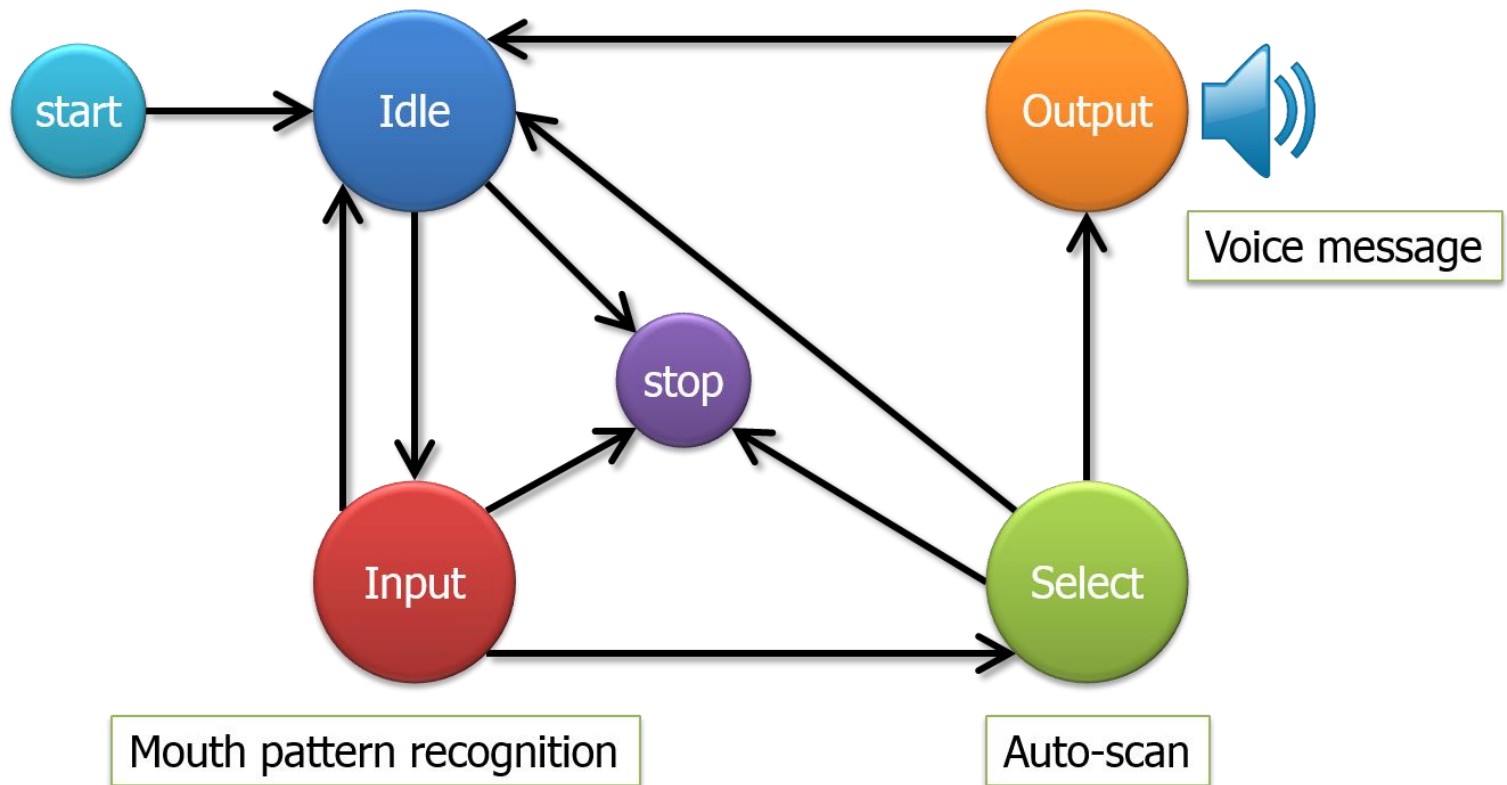 start
Idle
Output
Voice message
stop
Input
Select
Mouth pattern recognition
Auto-scan